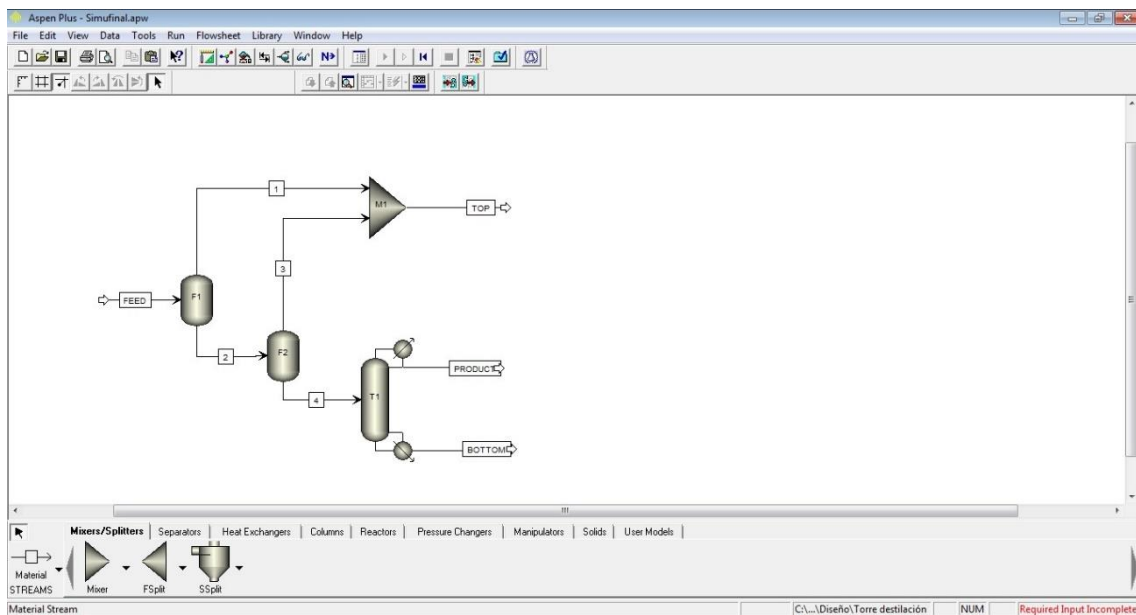 Aspen Plus - Simufinal.apw
File Edit View Data Tools Run Flowsheet Library Window Help
N»
1
M1
TOP
3
FEED
F1
2
F2
PRODUCT
4
T1
BOTTOM
Mixers/Splitters | Separators | Heat Exchangers | Columns | Reactors | Pressure Changers | Manipulators | Solids | User Models |
Material
STREAMS
Mixer
FSplit
SSplit
Material Stream
C:\...\Diseño\Torre destilación
NUM
Required Input Incomplete